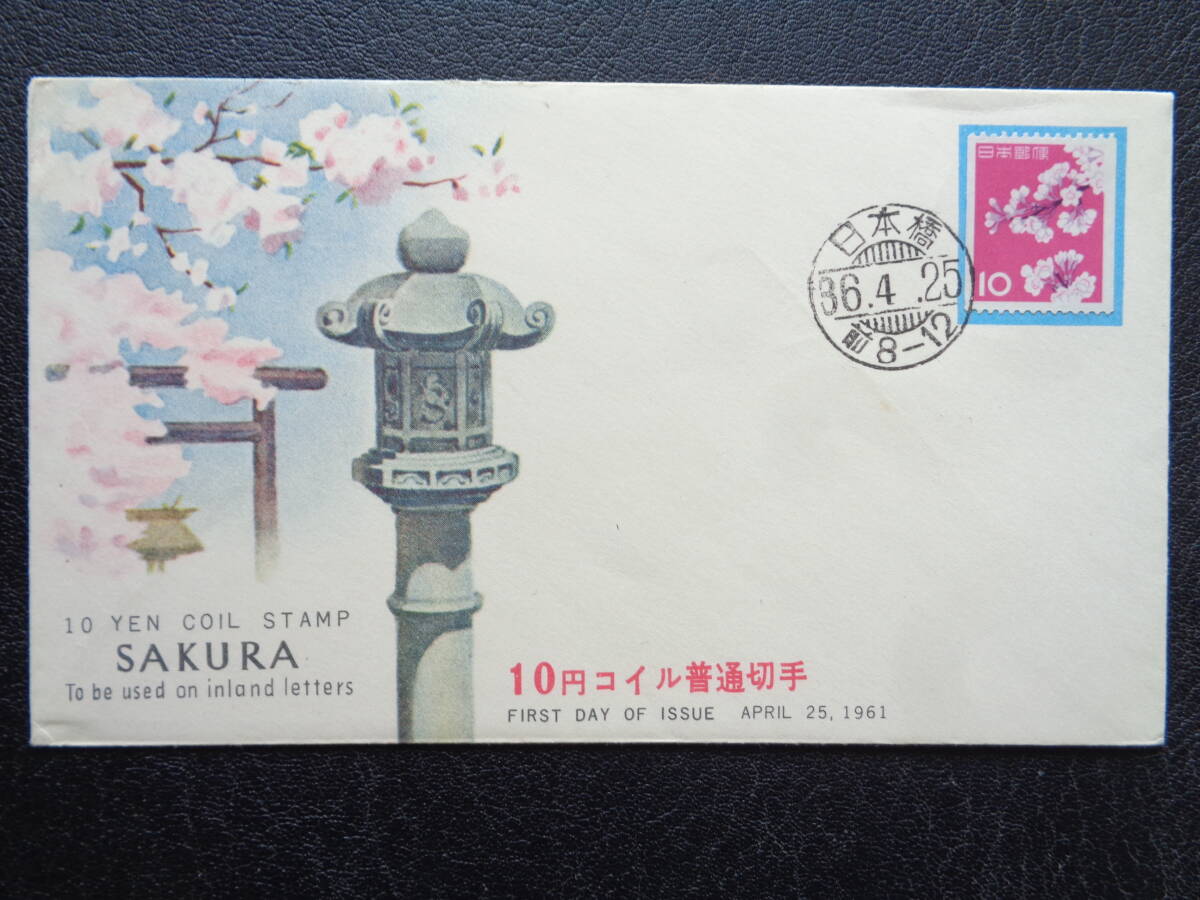 日本郵便
10
日本橋
36.4.25
前8-12
10 YEN COIL STAMP
SAKURA
To be used on inland letters
10円コイル普通切手
FIRST DAY OF ISSUE APRIL 25, 1961